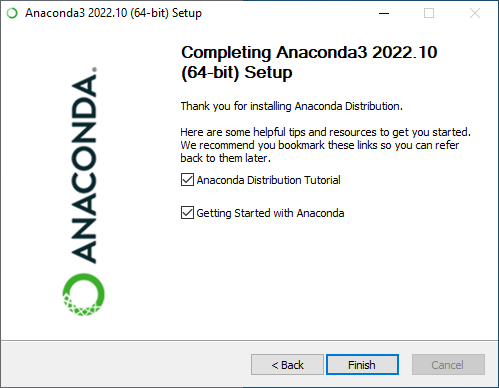 Anaconda3 2022.10 (64-bit) Setup
Completing Anaconda3 2022.10
(64-bit) Setup
Thank you for installing Anaconda Distribution.
Here are some helpful tips and resources to get you started.
We recommend you bookmark these links so you can refer
back to them later.
Anaconda Distribution Tutorial
Getting Started with Anaconda
ANACONDA.
< Back
Finish
Cancel